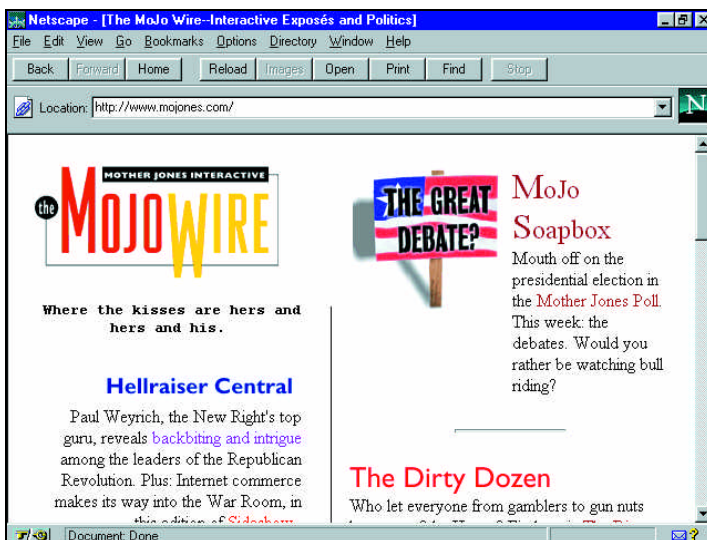 Netscape - [The MoJo Wire--Interactive Exposés and Politics]
File Edit View Go Bookmarks Options Directory Window Help
Back Forward Home Reload Images Open Print Find Stop
Location: http://www.mojones.com/
N
MOTHER JONES INTERACTIVE
the MOJO WIRE
Where the kisses are hers and
hers and his.
Hellraiser Central
Paul Weyrich, the New Right's top
guru, reveals backbiting and intrigue
among the leaders of the Republican
Revolution. Plus: Internet commerce
makes its way into the War Room, in
this edition of Sideshow.
THE GREAT
DEBATE?
MoJo
Soapbox
Mouth off on the
presidential election in
the Mother Jones Poll.
This week: the
debates. Would you
rather be watching bull
riding?
The Dirty Dozen
Who let everyone from gamblers to gun nuts
Document: Done